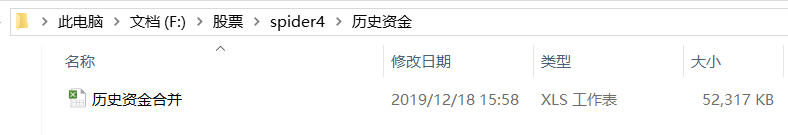 此电脑 > 文档 (F:) > 股票 > spider4 > 历史资金
名称 修改日期 类型 大小
历史资金合并 2019/12/18 15:58 XLS 工作表 52,317 KB